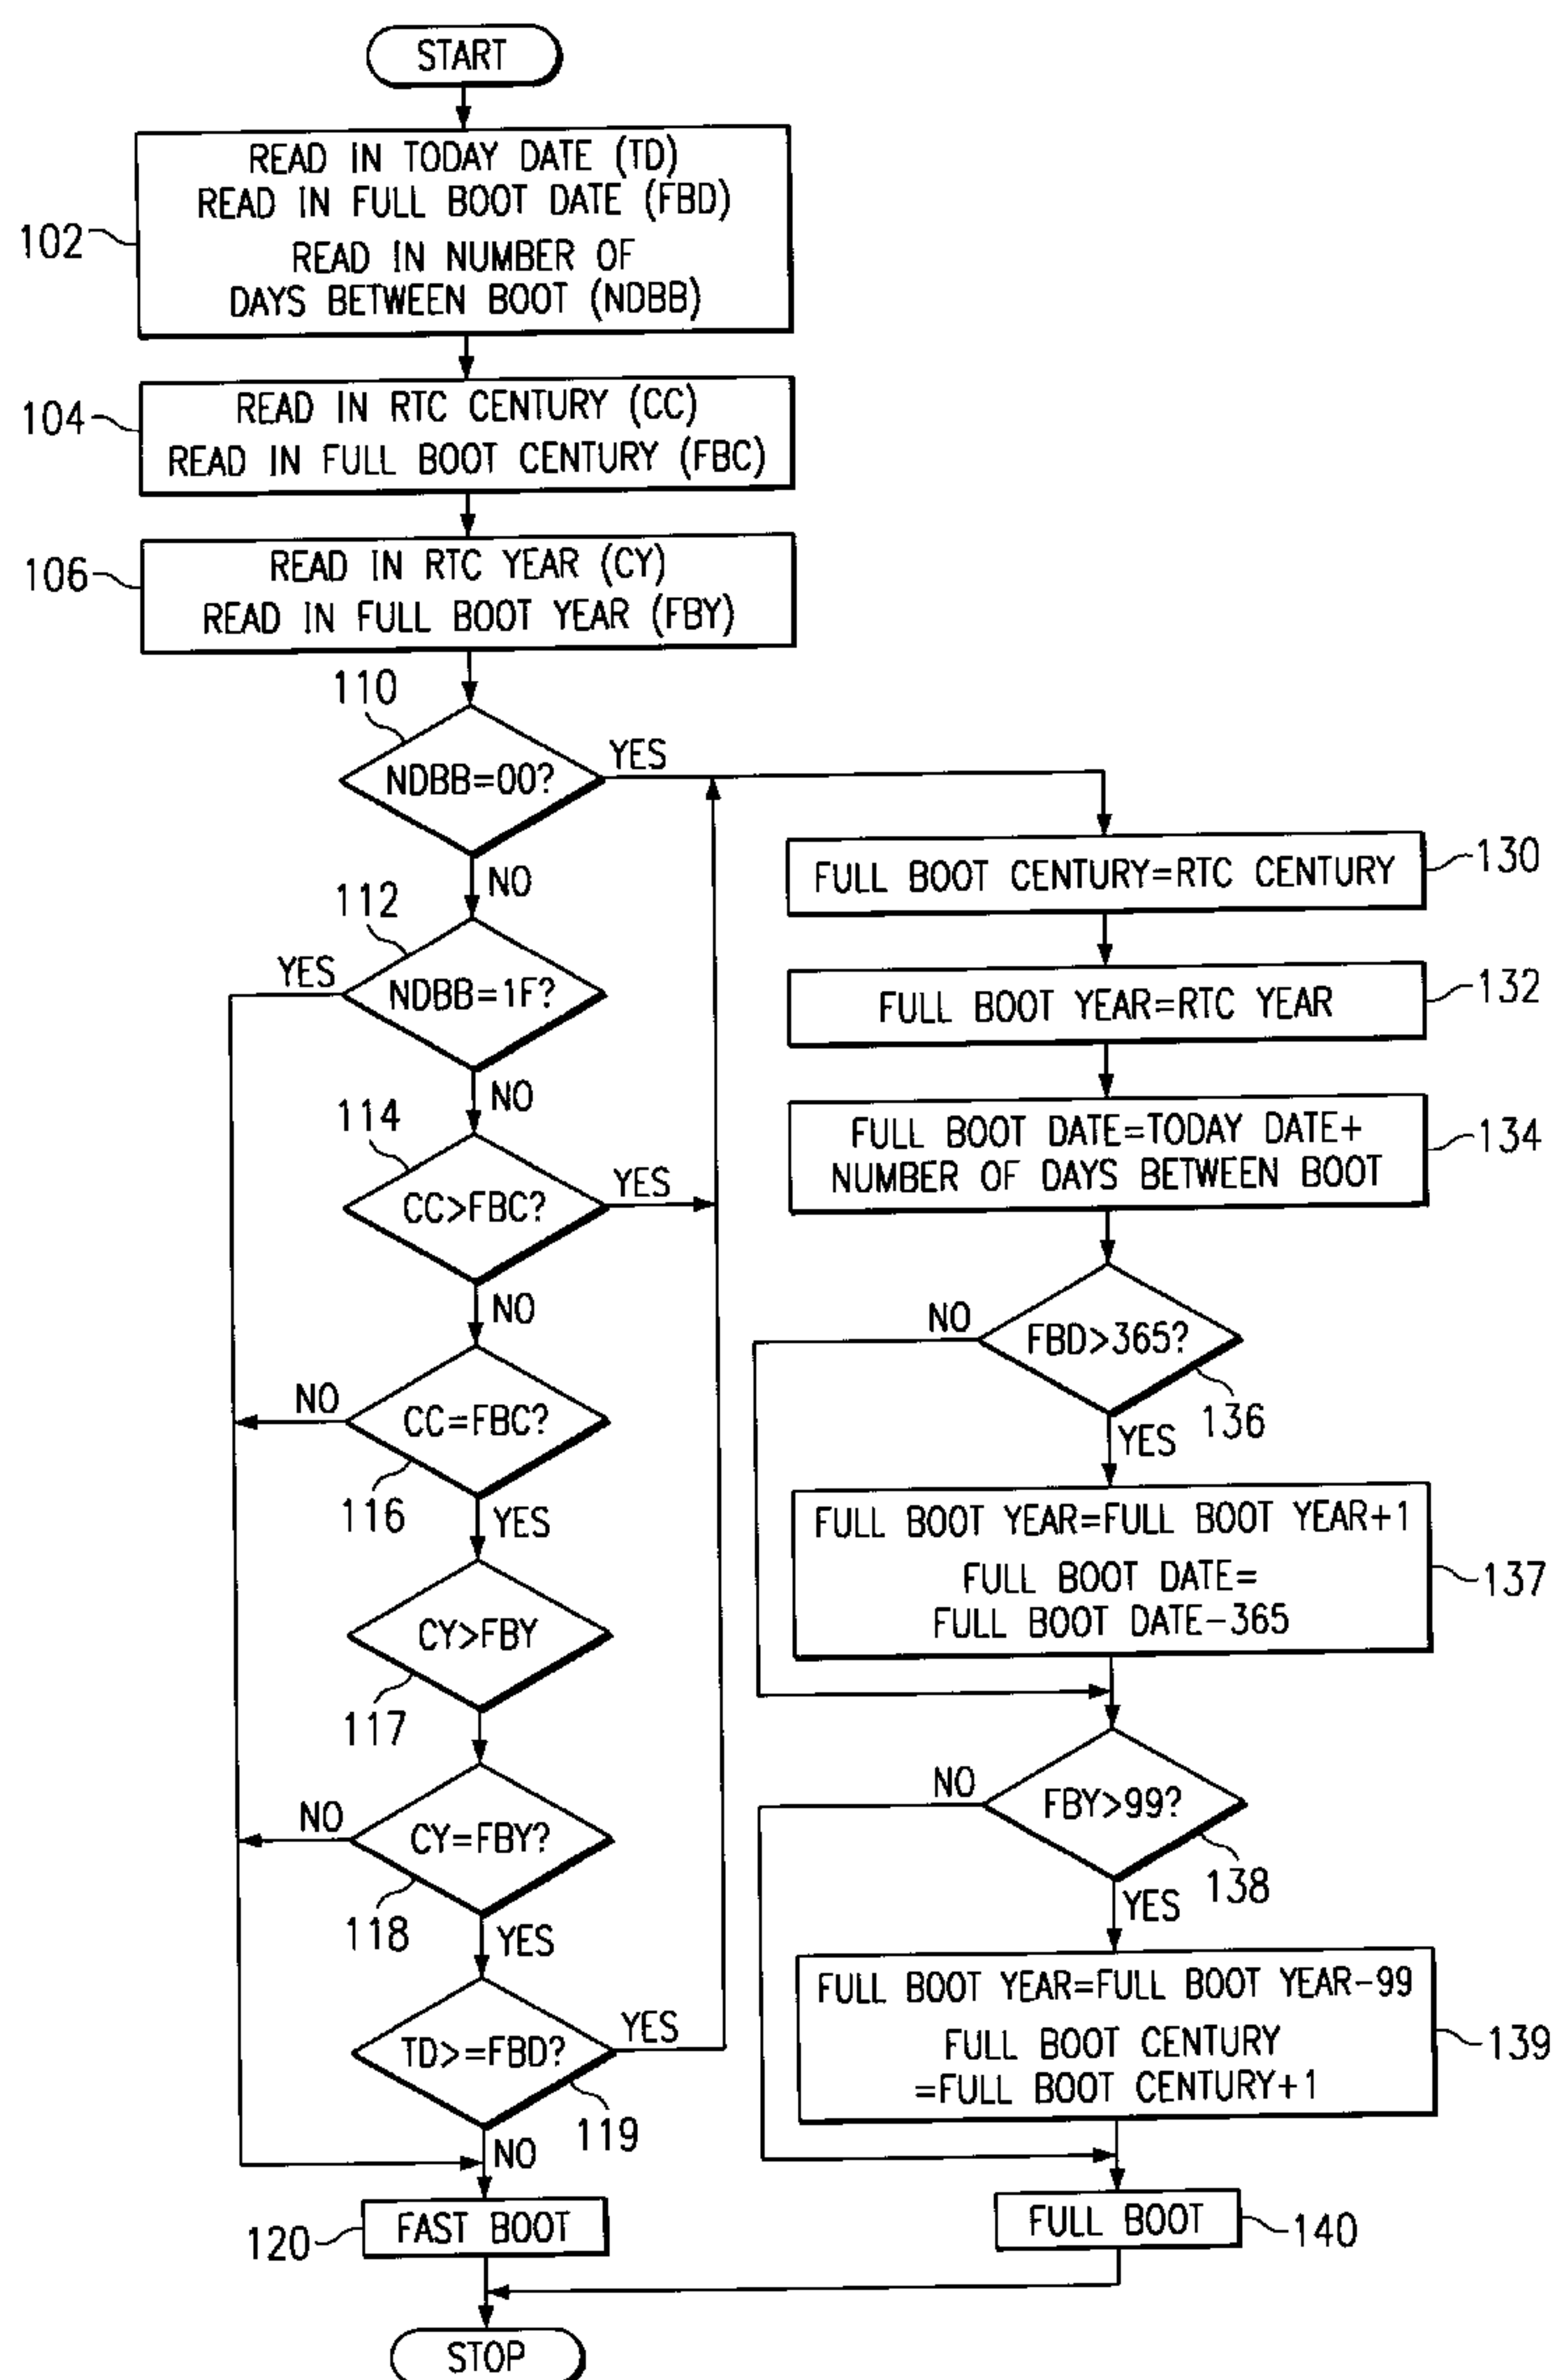 START
READ IN TODAY DATE (TD)
READ IN FULL BOOT DATE (FBD)
READ IN NUMBER OF
DAYS BETWEEN BOOT (NDBB)
102
READ IN RTC CENTURY (CC)
READ IN FULL BOOT CENTURY (FBC)
104
READ IN RTC YEAR (CY)
READ IN FULL BOOT YEAR (FBY)
106
110
NDBB=00?
YES
NO
112
NDBB=1F?
YES
NO
114
CC>FBC?
YES
NO
CC=FBC?
NO
116
YES
CY>FBY
117
CY=FBY?
NO
118
YES
TD>=FBD?
YES
119
NO
FAST BOOT
120
STOP
FULL BOOT CENTURY=RTC CENTURY
130
FULL BOOT YEAR=RTC YEAR
132
FULL BOOT DATE=TODAY DATE+
NUMBER OF DAYS BETWEEN BOOT
134
FBD>365?
NO
136
YES
FULL BOOT YEAR=FULL BOOT YEAR+1
FULL BOOT DATE=
FULL BOOT DATE-365
137
FBY>99?
NO
138
YES
FULL BOOT YEAR=FULL BOOT YEAR-99
FULL BOOT CENTURY
=FULL BOOT CENTURY+1
139
FULL BOOT
140